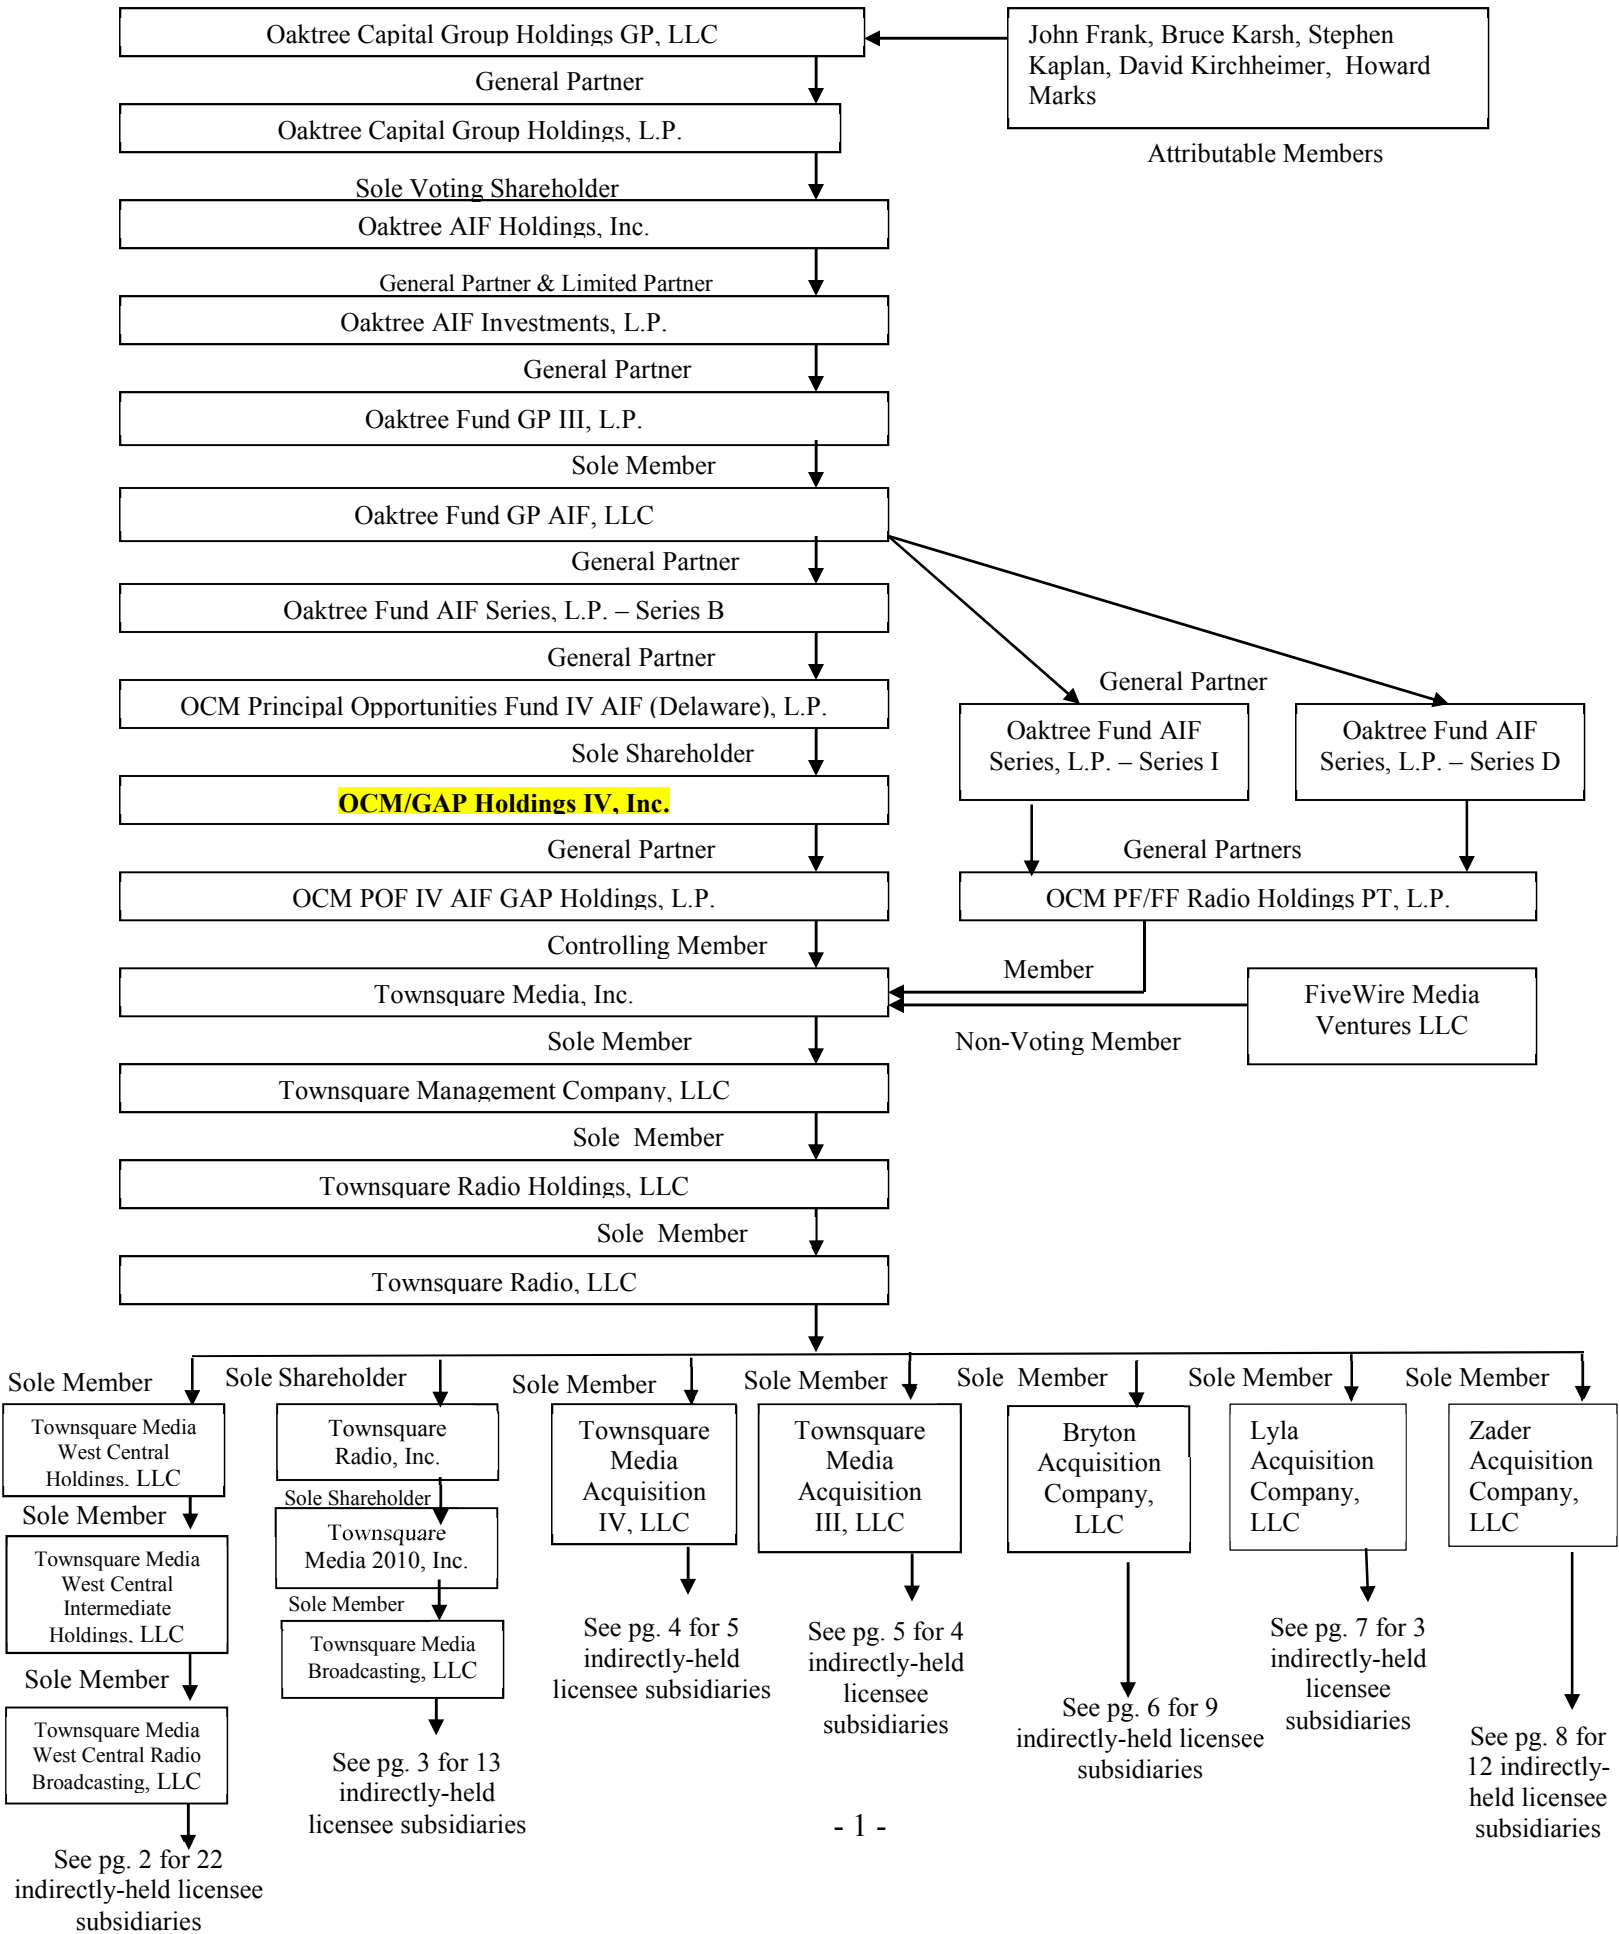 Oaktree Capital Group Holdings GP, LLC
John Frank, Bruce Karsh, Stephen
Kaplan, David Kirchheimer,  Howard
Marks
Attributable Members
General Partner
Oaktree Capital Group Holdings, L.P.
Sole Voting Shareholder
Oaktree AIF Holdings, Inc.
General Partner & Limited Partner
Oaktree AIF Investments, L.P.
General Partner
Oaktree Fund GP III, L.P.
Sole Member
Oaktree Fund GP AIF, LLC
General Partner
Oaktree Fund AIF Series, L.P. – Series B
General Partner
OCM Principal Opportunities Fund IV AIF (Delaware), L.P.
General Partner
Oaktree Fund AIF
Series, L.P. – Series I
Oaktree Fund AIF
Series, L.P. – Series D
Sole Shareholder
OCM/GAP Holdings IV, Inc.
General Partner
General Partners
OCM POF IV AIF GAP Holdings, L.P.
OCM PF/FF Radio Holdings PT, L.P.
Controlling Member
Member
Townsquare Media, Inc.
FiveWire Media
Ventures LLC
Non-Voting Member
Sole Member
Townsquare Management Company, LLC
Sole  Member
Townsquare Radio Holdings, LLC
Sole  Member
Townsquare Radio, LLC
Sole Member
Townsquare Media
West Central
Holdings, LLC
Sole Member
Townsquare Media
West Central
Intermediate
Holdings, LLC
Sole Member
Townsquare Media
West Central Radio
Broadcasting, LLC
See pg. 2 for 22
indirectly-held licensee
subsidiaries
Sole Shareholder
Townsquare
Radio, Inc.
Sole Shareholder
Townsquare
Media 2010, Inc.
Sole Member
Townsquare Media
Broadcasting, LLC
See pg. 3 for 13
indirectly-held
licensee subsidiaries
Sole Member
Townsquare
Media
Acquisition
IV, LLC
See pg. 4 for 5
indirectly-held
licensee subsidiaries
Sole Member
Townsquare
Media
Acquisition
III, LLC
See pg. 5 for 4
indirectly-held
licensee
subsidiaries
Sole  Member
Bryton
Acquisition
Company,
LLC
See pg. 6 for 9
indirectly-held licensee
subsidiaries
Sole Member
Lyla
Acquisition
Company,
LLC
See pg. 7 for 3
indirectly-held
licensee
subsidiaries
Sole Member
Zader
Acquisition
Company,
LLC
See pg. 8 for
12 indirectly-
held licensee
subsidiaries
- 1 -